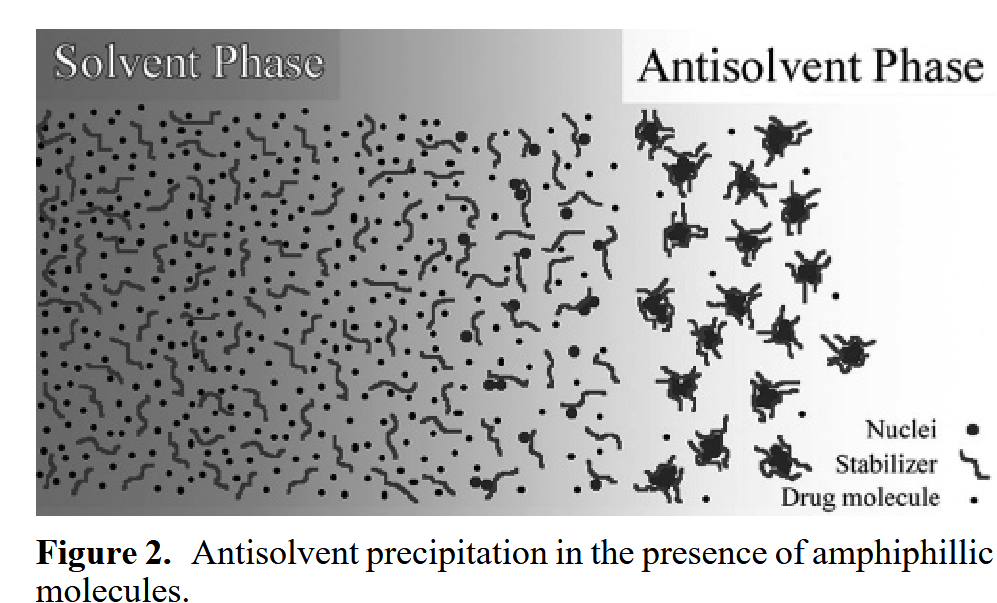 Solvent Phase
Antisolvent Phase
Nuclei
Stabilizer
Drug molecule
Figure 2. Antisolvent precipitation in the presence of amphiphillic
molecules.